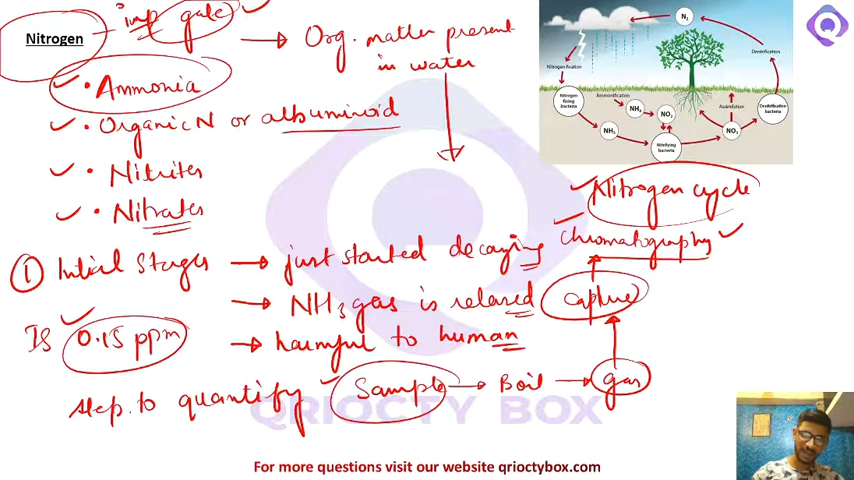 Nitrogen - imp gate
→ Org. matter present
in water
• Ammonia
• Organic N or albuminoid
• Nitrites
• Nitrates
Nitrogen cycle
① Initial Stages → just started decaying
chromatography
→ NH3 gas is relased
capture
IS 0.15 ppm → harmful to human
step. to quantify Sample → Boil → gas
QRIOCTY BOX
For more questions visit our website qrioctybox.com
N2
Nitrogen fixation
Denitrification
Nitrogen
fixing
bacteria
Ammonification
NH4
NO2
Assimilation
Denitrification
bacteria
NH3
NO3
Nitrifying
bacteria